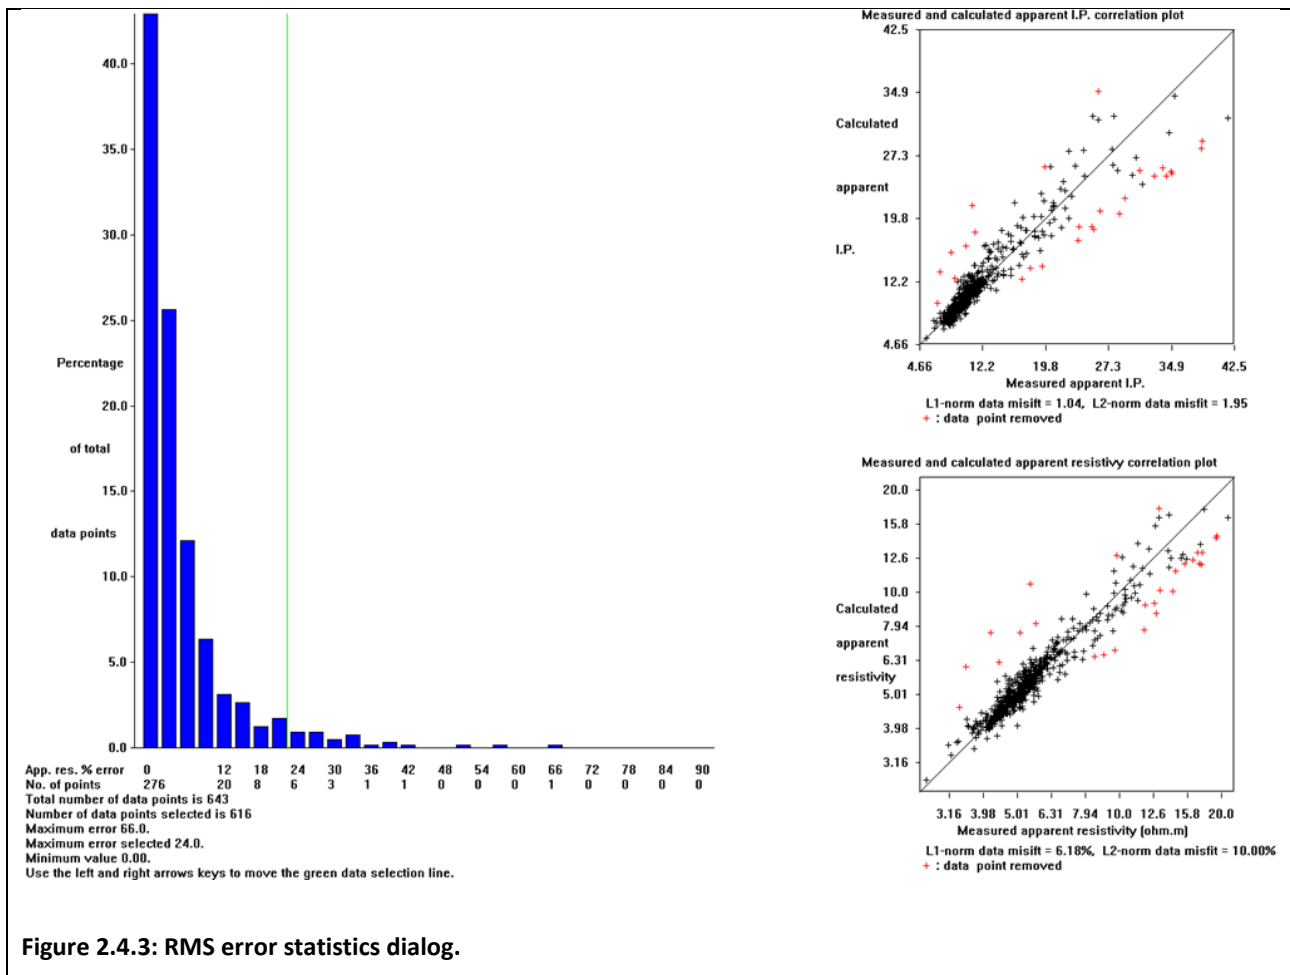 40.0
35.0
30.0
25.0
Percentage
20.0
of total
15.0
data points
10.0
5.0
0.0
App. res. % error 0 12 18 24 30 36 42 48 54 60 66 72 78 84 90
No. of points 276 20 8 6 3 1 1 0 0 0 1 0 0 0 0
Total number of data points is 643
Number of data points selected is 616
Maximum error 66.0.
Maximum error selected 24.0.
Minimum value 0.00.
Use the left and right arrows keys to move the green data selection line.
Measured and calculated apparent I.P. correlation plot
42.5
34.9
Calculated
27.3
apparent
19.8
I.P.
12.2
4.66
4.66 12.2 19.8 27.3 34.9 42.5
Measured apparent I.P.
L1-norm data misift = 1.04, L2-norm data misfit = 1.95
+ : data point removed
Measured and calculated apparent resistivy correlation plot
20.0
15.8
12.6
10.0
Calculated
7.94
apparent
6.31
resistivity
5.01
3.98
3.16
3.16 3.98 5.01 6.31 7.94 10.0 12.6 15.8 20.0
Measured apparent resistivity (ohm.m)
L1-norm data misift = 6.18%, L2-norm data misfit = 10.00%
+ : data point removed
Figure 2.4.3: RMS error statistics dialog.